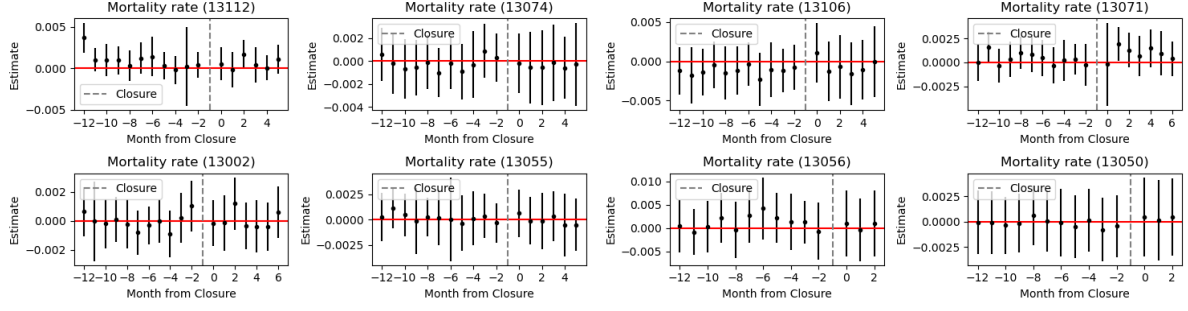 Mortality rate (13112)
Estimate
0.005
0.000
−0.005
Closure
−12 −10 −8 −6 −4 −2 0 2 4
Month from Closure
Mortality rate (13074)
Estimate
0.002
0.000
−0.002
−0.004
Closure
−12 −10 −8 −6 −4 −2 0 2 4
Month from Closure
Mortality rate (13106)
Estimate
0.005
0.000
−0.005
Closure
−12 −10 −8 −6 −4 −2 0 2 4
Month from Closure
Mortality rate (13071)
Estimate
0.0025
0.0000
−0.0025
Closure
−12 −10 −8 −6 −4 −2 0 2 4 6
Month from Closure
Mortality rate (13002)
Estimate
0.002
0.000
−0.002
Closure
−12 −10 −8 −6 −4 −2 0 2 4 6
Month from Closure
Mortality rate (13055)
Estimate
0.0025
0.0000
−0.0025
Closure
−12 −10 −8 −6 −4 −2 0 2 4
Month from Closure
Mortality rate (13056)
Estimate
0.010
0.005
0.000
−0.005
Closure
−12 −10 −8 −6 −4 −2 0 2
Month from Closure
Mortality rate (13050)
Estimate
0.0025
0.0000
−0.0025
Closure
−12 −10 −8 −6 −4 −2 0 2
Month from Closure